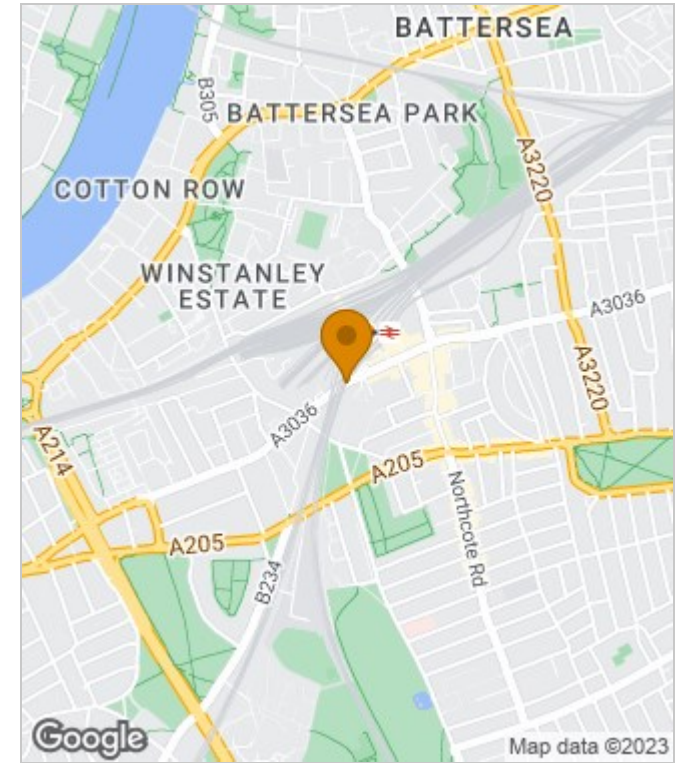 BATTERSEA
B305
BATTERSEA PARK
A3220
COTTON ROW
WINSTANLEY
ESTATE
A3036
A3220
A3036
A214
A205
Northcote Rd
A205
B234
Google
Map data ©2023